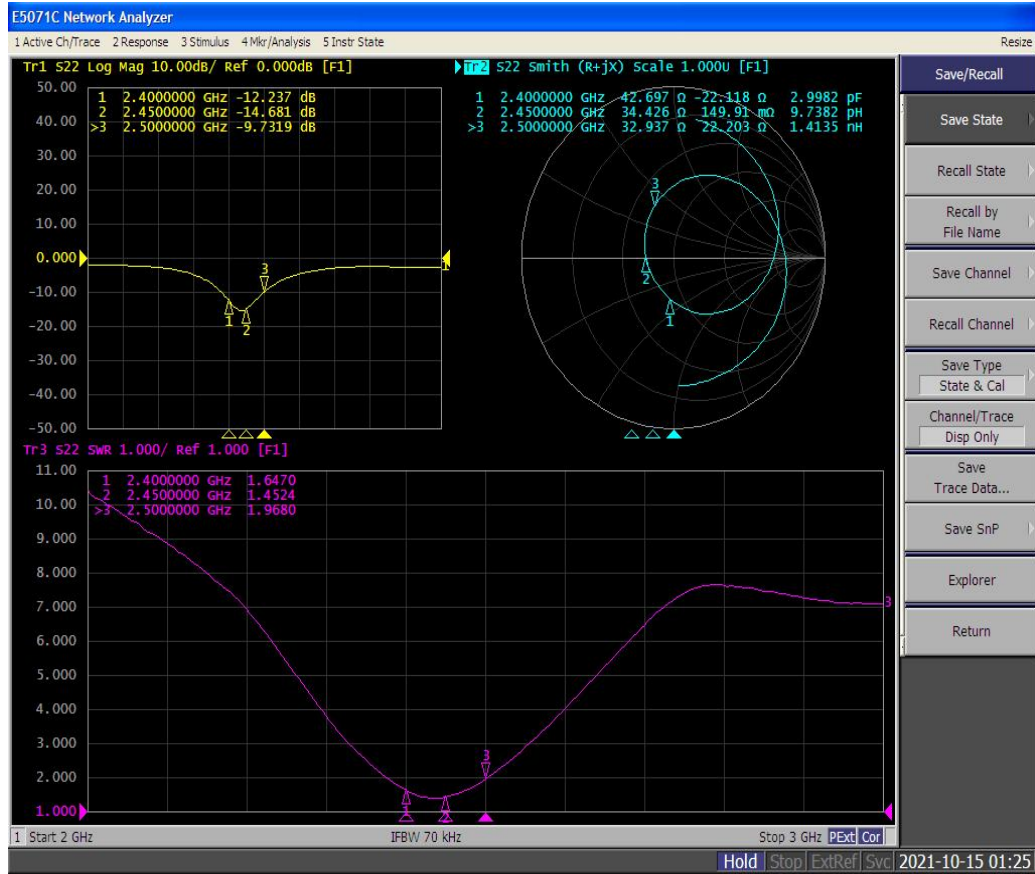 E5071C Network Analyzer
1 Active Ch/Trace 2 Response 3 Stimulus 4 Mkr/Analysis 5 Instr State
Resize
Tr1 S22 Log Mag 10.00dB/ Ref 0.000dB [F1]
50.00
1 2.4000000 GHz -12.237 dB
2 2.4500000 GHz -14.681 dB
>3 2.5000000 GHz -9.7319 dB
40.00
30.00
20.00
10.00
0.000
-10.00
-20.00
-30.00
-40.00
-50.00
3
1
2
1
Tr2 S22 Smith (R+jX) Scale 1.000U [F1]
1 2.4000000 GHz 42.697 Ω -22.118 Ω 2.9982 pF
2 2.4500000 GHz 34.426 Ω 149.91 mΩ 9.7382 pH
>3 2.5000000 GHz 32.937 Ω 22.203 Ω 1.4135 nH
3
2
1
Tr3 S22 SWR 1.000/ Ref 1.000 [F1]
11.00
1 2.4000000 GHz 1.6470
2 2.4500000 GHz 1.4524
>3 2.5000000 GHz 1.9680
10.00
9.000
8.000
7.000
6.000
5.000
4.000
3.000
2.000
1.000
3
3
1
2
1 Start 2 GHz
IFBW 70 kHz
Stop 3 GHz PExt Cor
Save/Recall
Save State
Recall State
Recall by
File Name
Save Channel
Recall Channel
Save Type
State & Cal
Channel/Trace
Disp Only
Save
Trace Data...
Save SnP
Explorer
Return
Hold Stop ExtRef Svc 2021-10-15 01:25